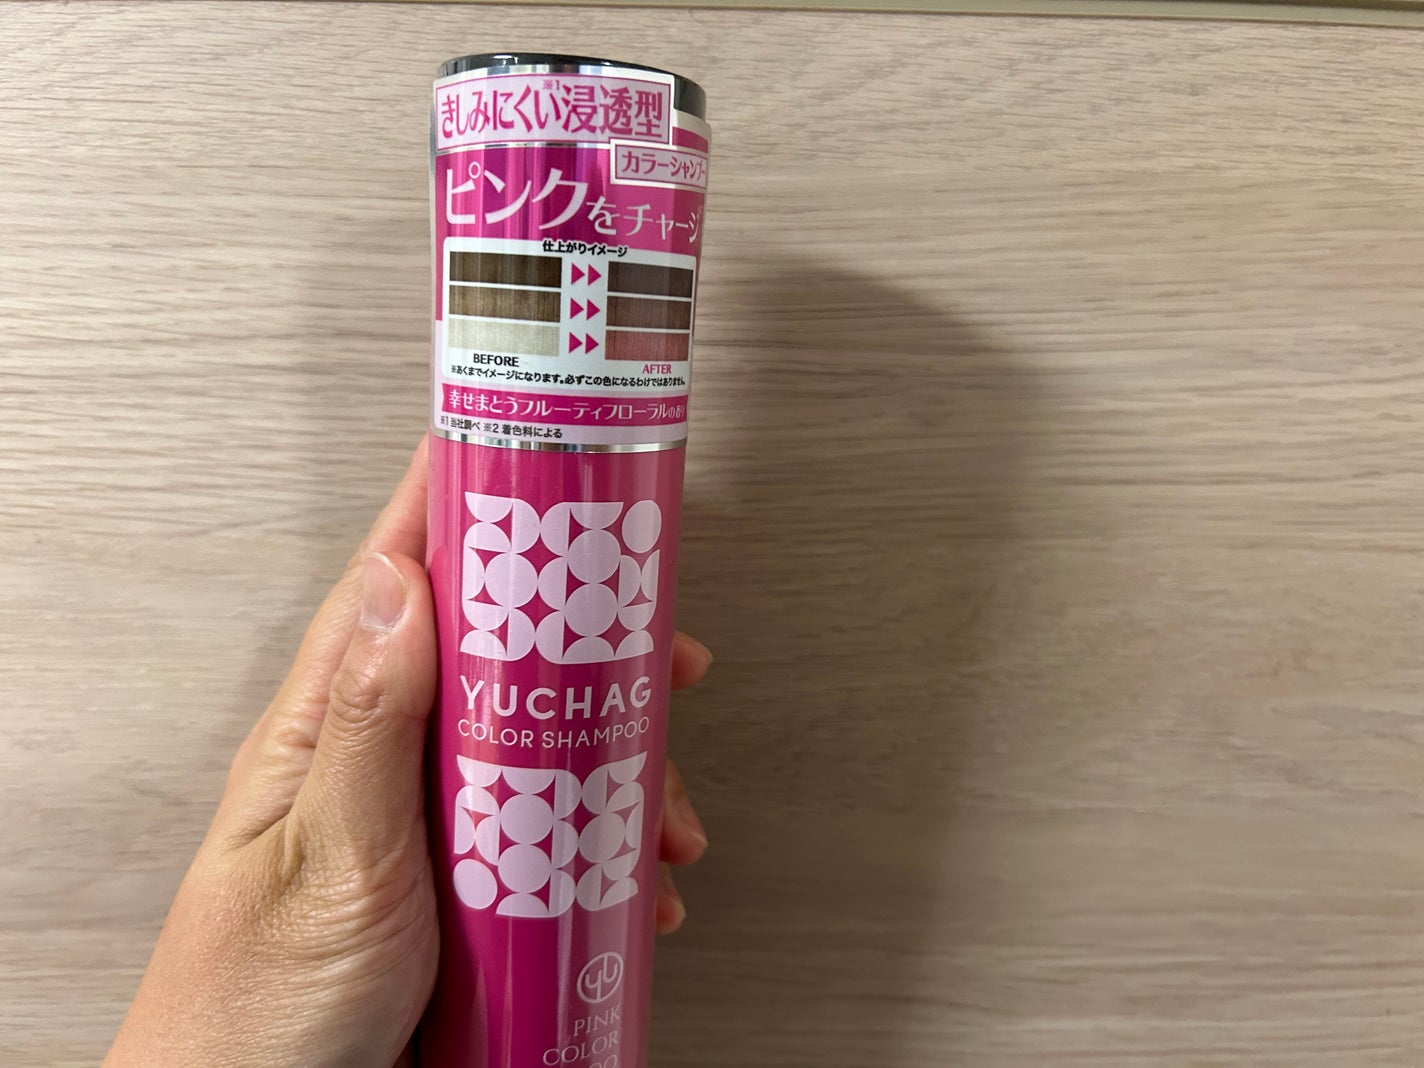 きしみにくい※1浸透型
カラーシャンプー
ピンクをチャージ
仕上がりイメージ
BEFORE
AFTER
※あくまでイメージになります。必ずこの色になるわけではありません。
幸せまとうフルーティフローラルの香り
※1 当社調べ ※2 着色料による
YUCHAG
COLOR SHAMPOO
yu
PINK
COLOR